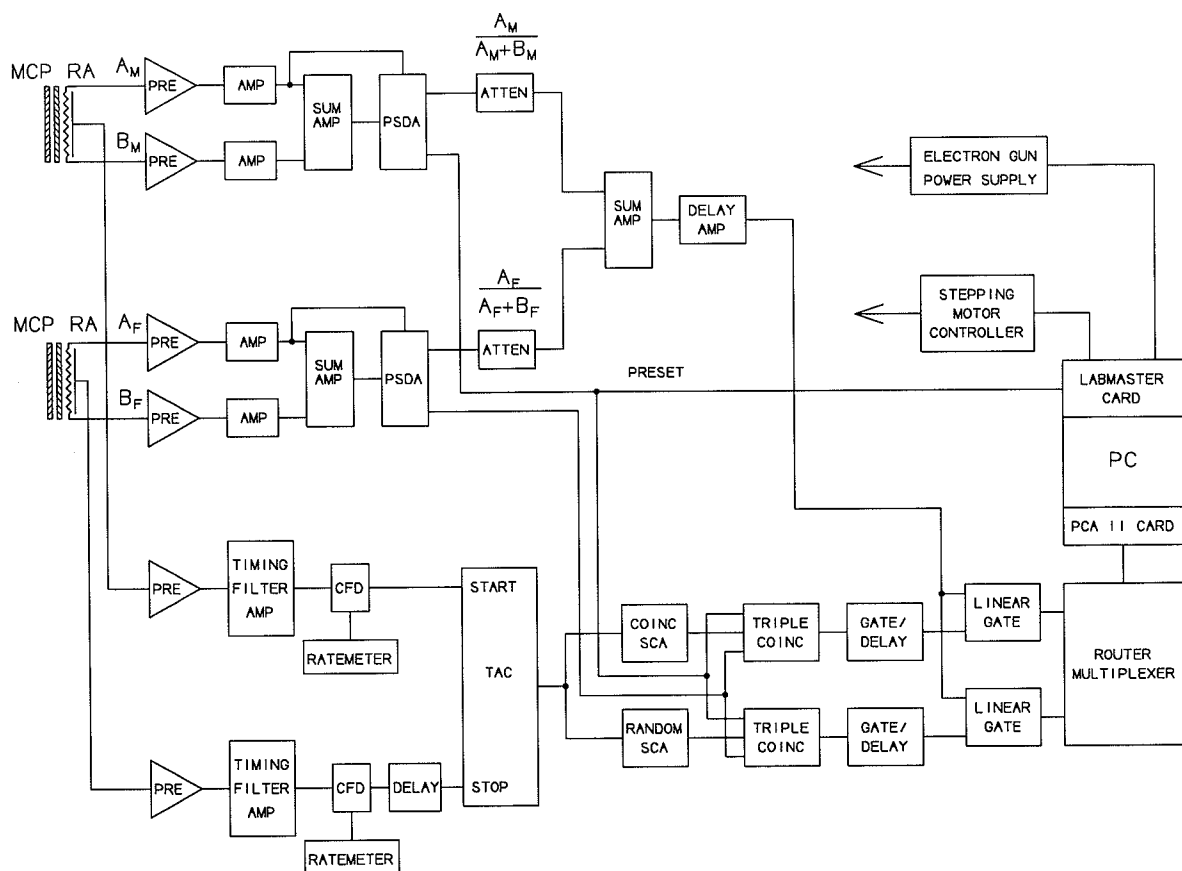 A_M
A_M+B_M
MCP RA
A_M
PRE
AMP
SUM
AMP
PSDA
ATTEN
B_M
PRE
AMP
ELECTRON GUN
POWER SUPPLY
SUM
AMP
DELAY
AMP
A_F
A_F+B_F
MCP RA
A_F
PRE
AMP
SUM
AMP
PSDA
ATTEN
B_F
PRE
AMP
STEPPING
MOTOR
CONTROLLER
PRESET
LABMASTER
CARD
PC
PCA II CARD
PRE
TIMING
FILTER
AMP
CFD
RATEMETER
START
TAC
STOP
COINC
SCA
TRIPLE
COINC
GATE/
DELAY
LINEAR
GATE
ROUTER
MULTIPLEXER
RANDOM
SCA
TRIPLE
COINC
GATE/
DELAY
LINEAR
GATE
PRE
TIMING
FILTER
AMP
CFD
DELAY
RATEMETER